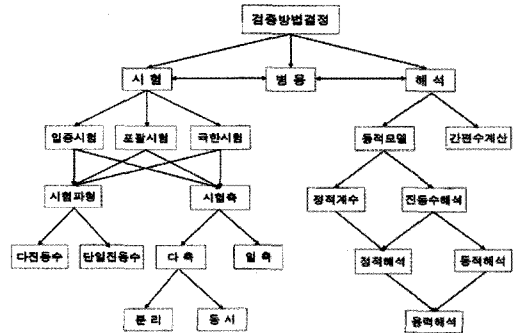 검증방법결정
시 험
병 용
해 석
입증시험
포괄시험
극한시험
동적모델
간편수계산
시험파형
시험축
정적계수
진동수해석
다진동수
단일진동수
다 축
일 축
정적해석
동적해석
분 리
동 시
응력해석